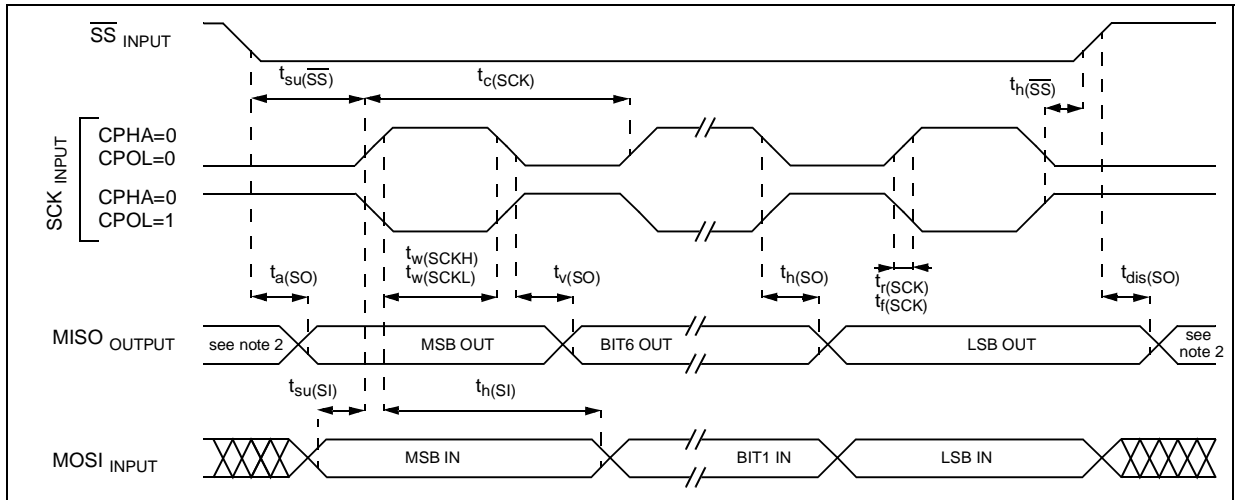 SS INPUT
tsu(SS)
tc(SCK)
th(SS)
SCK INPUT
CPHA=0
CPOL=0
CPHA=0
CPOL=1
ta(SO)
tw(SCKH)
tw(SCKL)
tv(SO)
th(SO)
tr(SCK)
tf(SCK)
tdis(SO)
MISO OUTPUT
see note 2
MSB OUT
BIT6 OUT
LSB OUT
see
note 2
tsu(SI)
th(SI)
MOSI INPUT
MSB IN
BIT1 IN
LSB IN